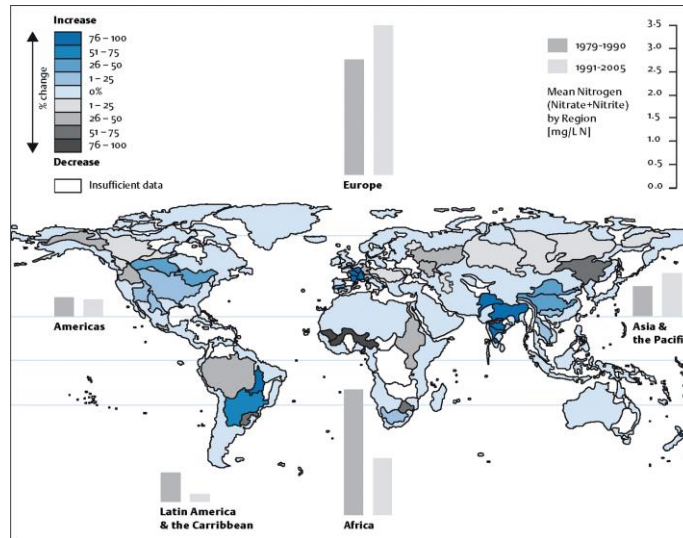 Increase
76 – 100
51 – 75
26 – 50
1 – 25
0%
1 – 25
26 – 50
51 – 75
76 – 100
Decrease
% change
Insufficient data
Europe
1979-1990
1991-2005
Mean Nitrogen
(Nitrate+Nitrite)
by Region
[mg/L N]
3.5
3.0
2.5
2.0
1.5
1.0
0.5
0.0
Americas
Asia &
the Pacific
Latin America
& the Carribbean
Africa